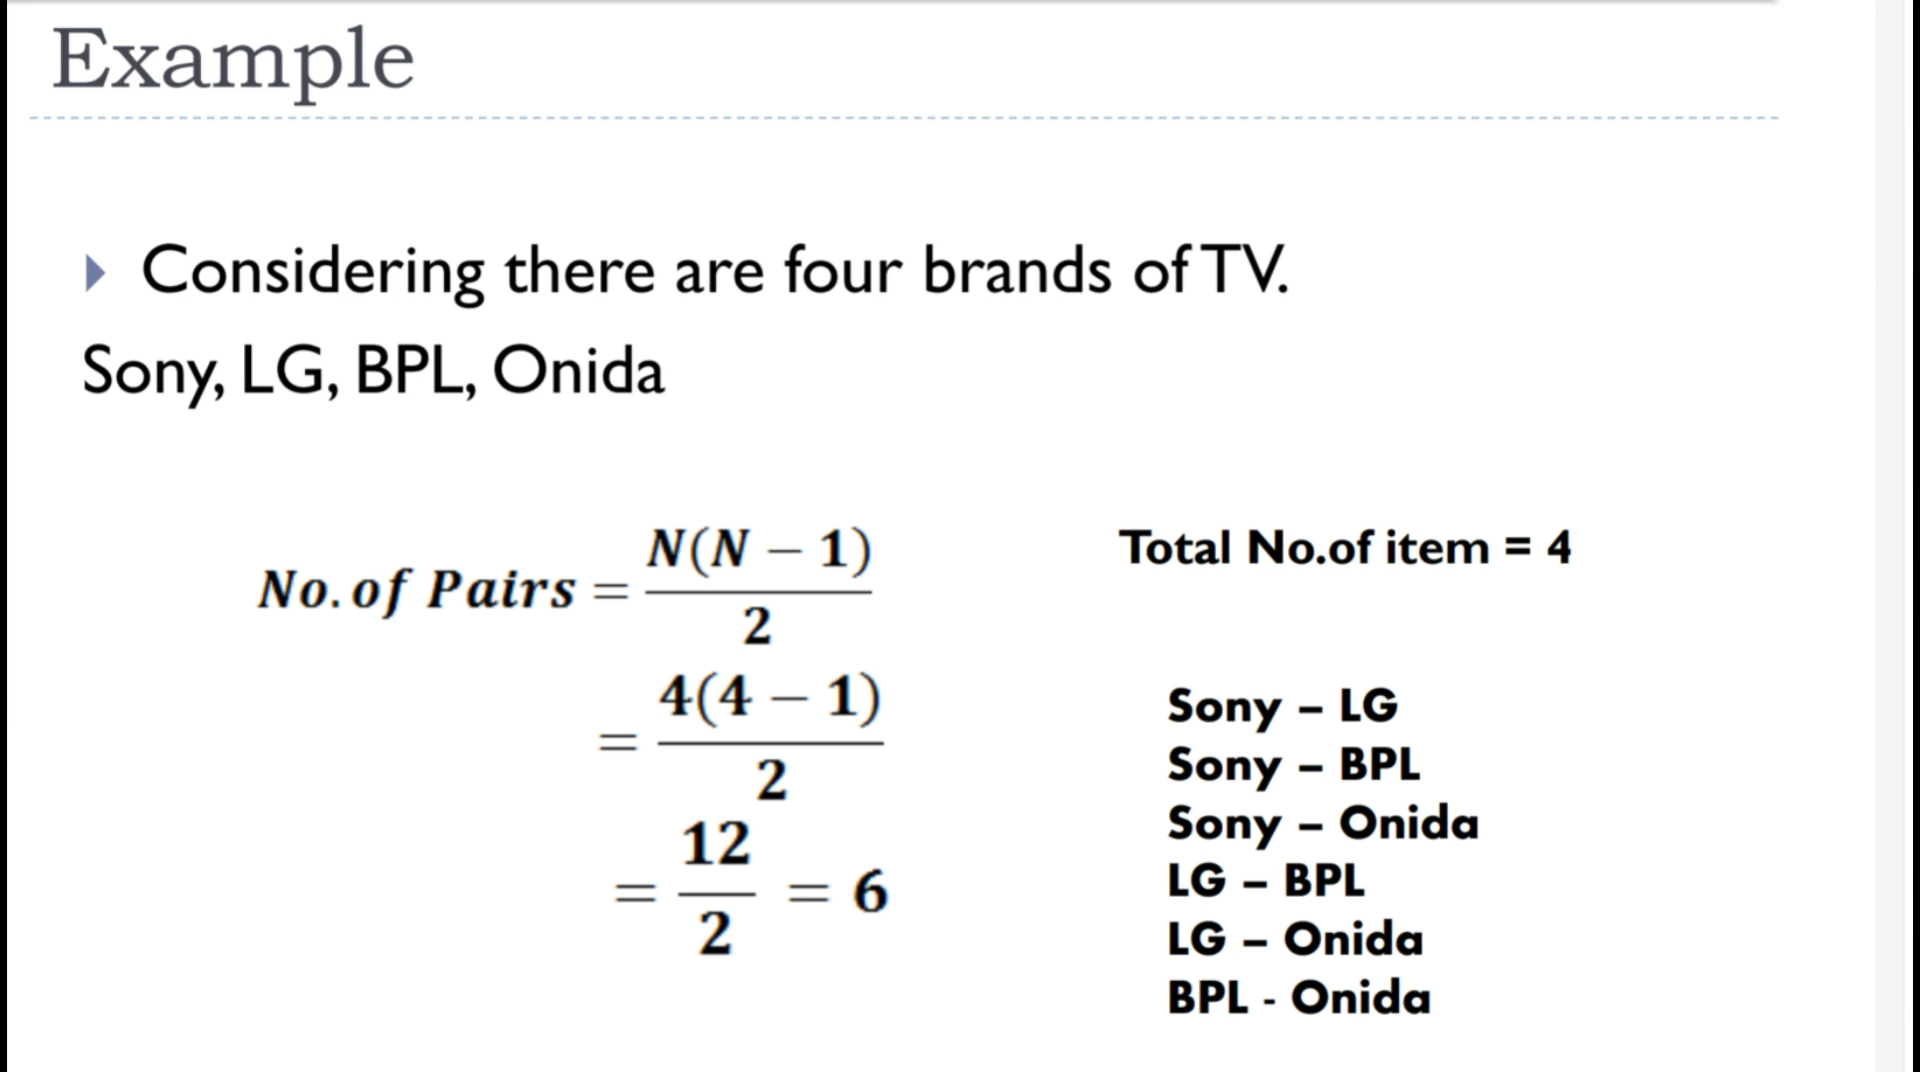 Example
Considering there are four brands of TV.
Sony, LG, BPL, Onida
No. of Pairs = N(N − 1) / 2
= 4(4 − 1) / 2
= 12 / 2 = 6
Total No.of item = 4
Sony – LG
Sony – BPL
Sony – Onida
LG – BPL
LG – Onida
BPL - Onida